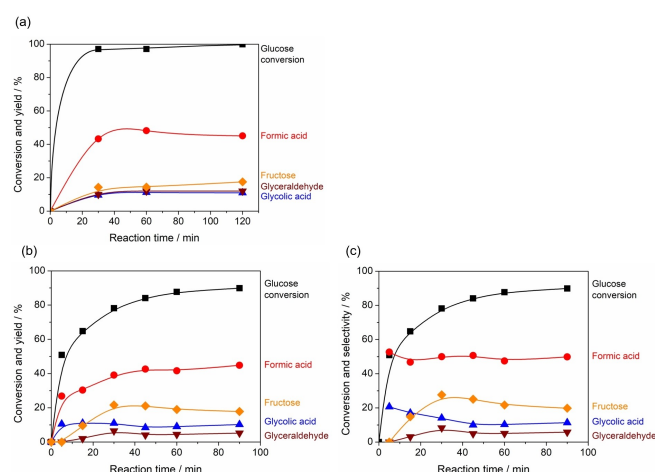 (a)
100
80
60
40
20
0
Conversion and yield / %
0 20 40 60 80 100 120
Reaction time / min
Glucose
conversion
Formic acid
Fructose
Glyceraldehyde
Glycolic acid
(b)
100
80
60
40
20
0
Conversion and yield / %
0 20 40 60 80 100
Reaction time / min
Glucose
conversion
Formic acid
Fructose
Glycolic acid
Glyceraldehyde
(c)
100
80
60
40
20
0
Conversion and selectivity / %
0 20 40 60 80 100
Reaction time / min
Glucose
conversion
Formic acid
Fructose
Glycolic acid
Glyceraldehyde